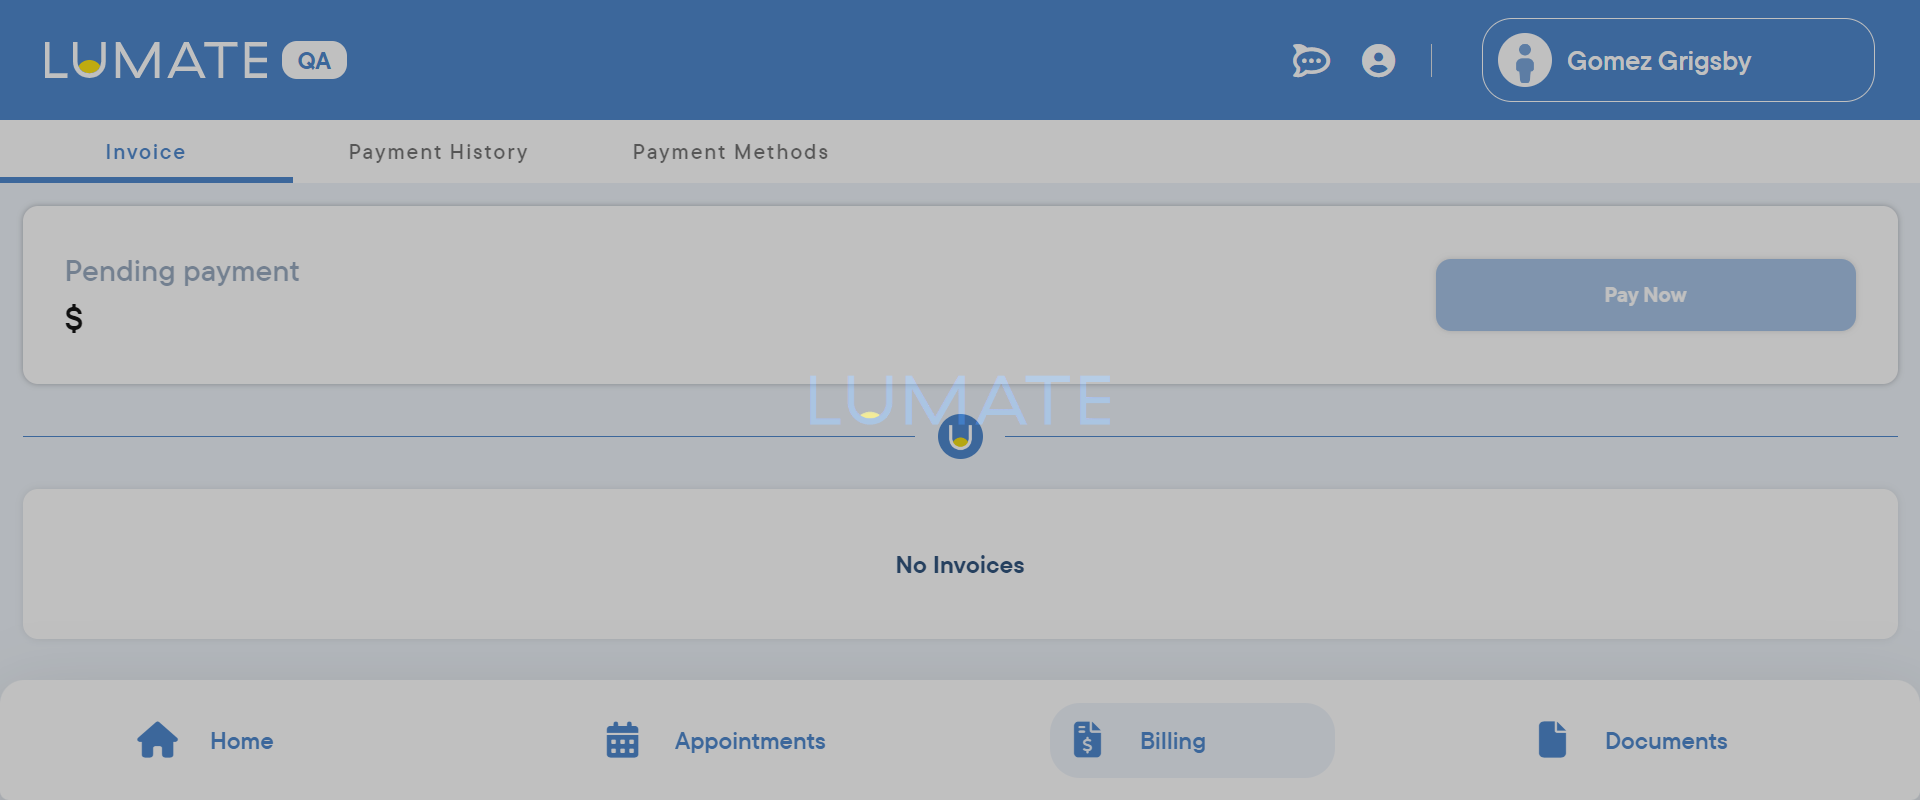 LUMATE QA
Gomez Grigsby
Invoice
Payment History
Payment Methods
Pending payment
$
Pay Now
LUMATE
U
No Invoices
Home
Appointments
Billing
Documents